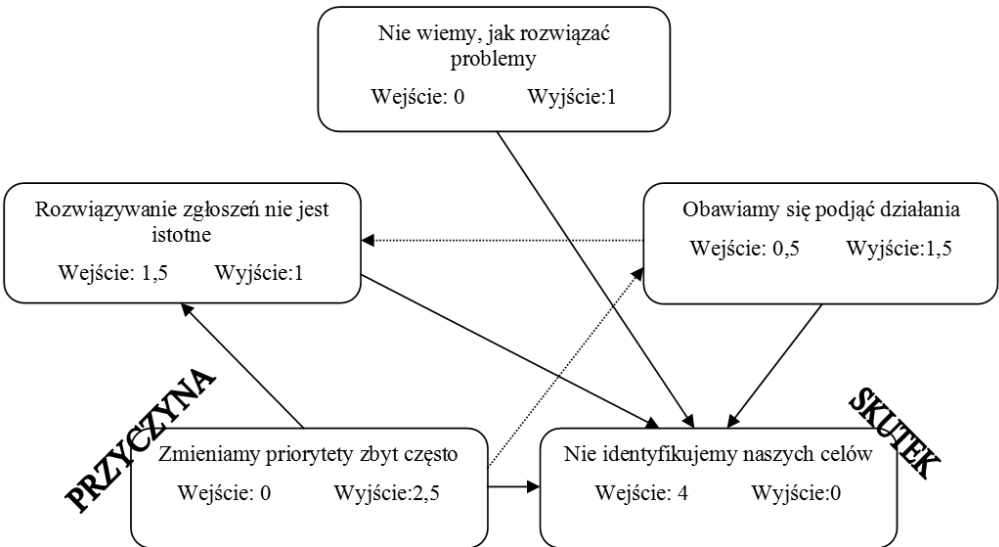 Nie wiemy, jak rozwiązać
problemy
Wejście: 0 Wyjście:1
Rozwiązywanie zgłoszeń nie jest
istotne
Wejście: 1,5 Wyjście:1
Obawiamy się podjąć działania
Wejście: 0,5 Wyjście:1,5
PRZYCZYNA
Zmieniamy priorytety zbyt często
Wejście: 0 Wyjście:2,5
SKUTEK
Nie identyfikujemy naszych celów
Wejście: 4 Wyjście:0